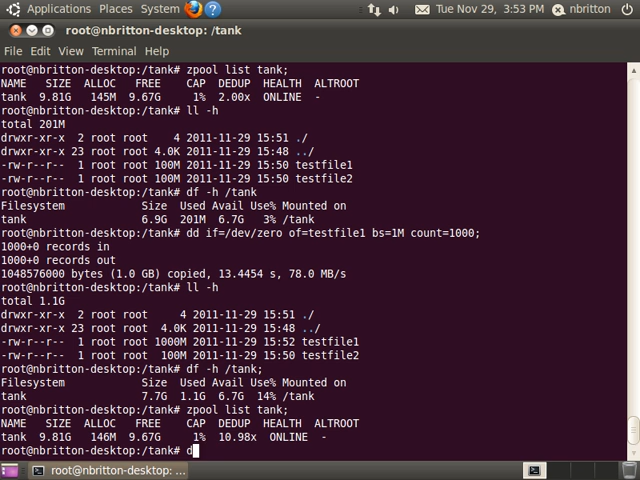 Applications Places System Tue Nov 29, 3:53 PM nbritton
root@nbritton-desktop: /tank
File Edit View Terminal Help
root@nbritton-desktop:/tank# zpool list tank;
NAME SIZE ALLOC FREE CAP DEDUP HEALTH ALTROOT
tank 9.81G 145M 9.67G 1% 2.00x ONLINE -
root@nbritton-desktop:/tank# ll -h
total 201M
drwxr-xr-x 2 root root 4 2011-11-29 15:51 ./
drwxr-xr-x 23 root root 4.0K 2011-11-29 15:48 ../
-rw-r--r-- 1 root root 100M 2011-11-29 15:50 testfile1
-rw-r--r-- 1 root root 100M 2011-11-29 15:50 testfile2
root@nbritton-desktop:/tank# df -h /tank
Filesystem Size Used Avail Use% Mounted on
tank 6.9G 201M 6.7G 3% /tank
root@nbritton-desktop:/tank# dd if=/dev/zero of=testfile1 bs=1M count=1000;
1000+0 records in
1000+0 records out
1048576000 bytes (1.0 GB) copied, 13.4454 s, 78.0 MB/s
root@nbritton-desktop:/tank# ll -h
total 1.1G
drwxr-xr-x 2 root root 4 2011-11-29 15:51 ./
drwxr-xr-x 23 root root 4.0K 2011-11-29 15:48 ../
-rw-r--r-- 1 root root 1000M 2011-11-29 15:52 testfile1
-rw-r--r-- 1 root root 100M 2011-11-29 15:50 testfile2
root@nbritton-desktop:/tank# df -h /tank;
Filesystem Size Used Avail Use% Mounted on
tank 7.7G 1.1G 6.7G 14% /tank
root@nbritton-desktop:/tank# zpool list tank;
NAME SIZE ALLOC FREE CAP DEDUP HEALTH ALTROOT
tank 9.81G 146M 9.67G 1% 10.98x ONLINE -
root@nbritton-desktop:/tank# d
root@nbritton-desktop: ...